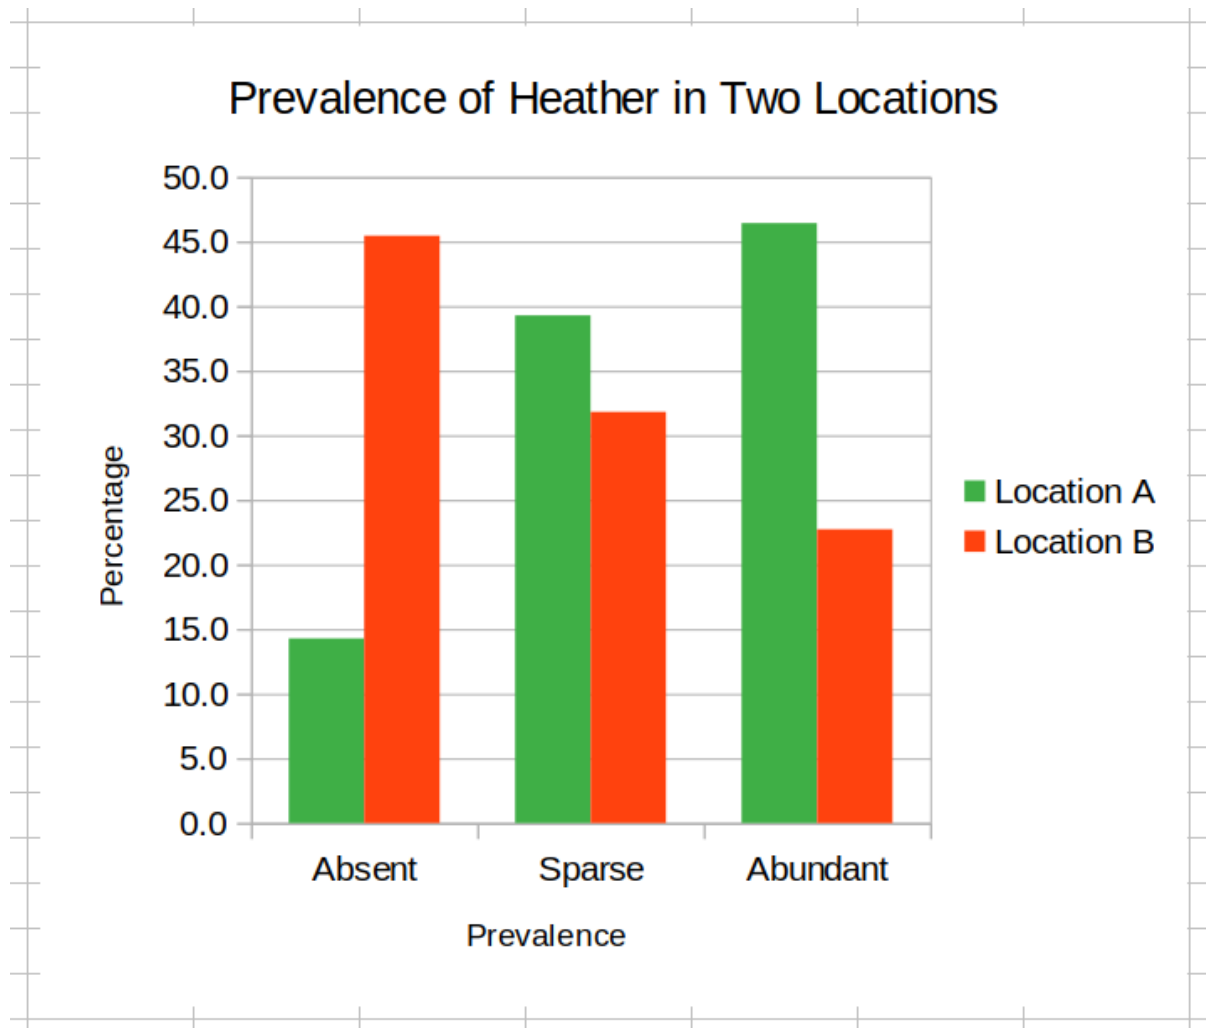 Prevalence of Heather in Two Locations
50.0
45.0
40.0
35.0
30.0
25.0
20.0
15.0
10.0
5.0
0.0
Percentage
Absent Sparse Abundant
Prevalence
Location A
Location B